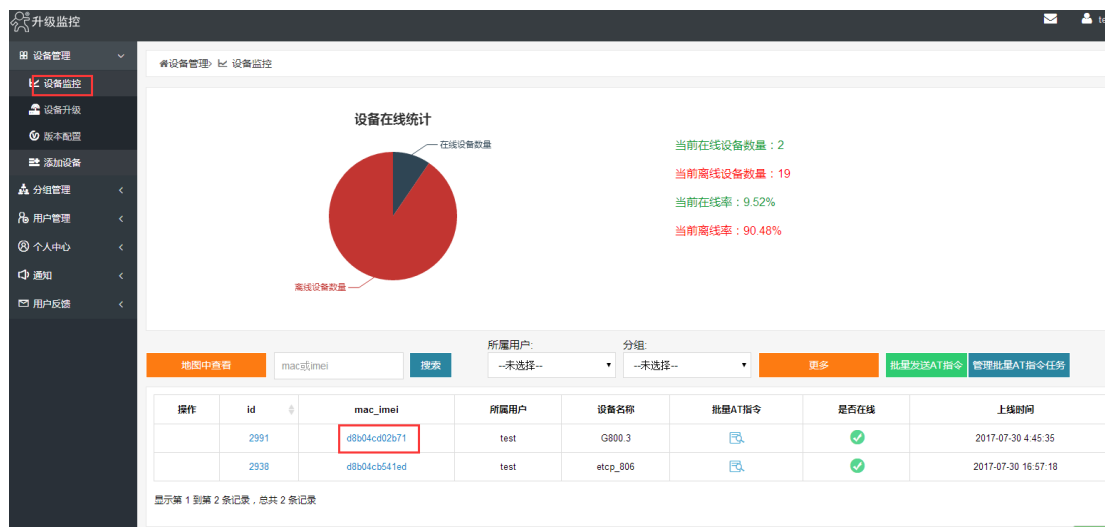 升级监控
te
设备管理
设备监控
设备升级
版本配置
添加设备
分组管理
用户管理
个人中心
通知
用户反馈
设备管理> 设备监控
设备在线统计
在线设备数量
离线设备数量
当前在线设备数量：2
当前离线设备数量：19
当前在线率：9.52%
当前离线率：90.48%
所属用户: 分组:
地图中查看 mac或imei 搜索 --未选择-- --未选择-- 更多 批量发送AT指令 管理批量AT指令任务
操作 id mac_imei 所属用户 设备名称 批量AT指令 是否在线 上线时间
2991 d8b04cd02b71 test G800.3 2017-07-30 4:45:35
2938 d8b04cb541ed test etcp_806 2017-07-30 16:57:18
显示第 1 到第 2 条记录，总共 2 条记录